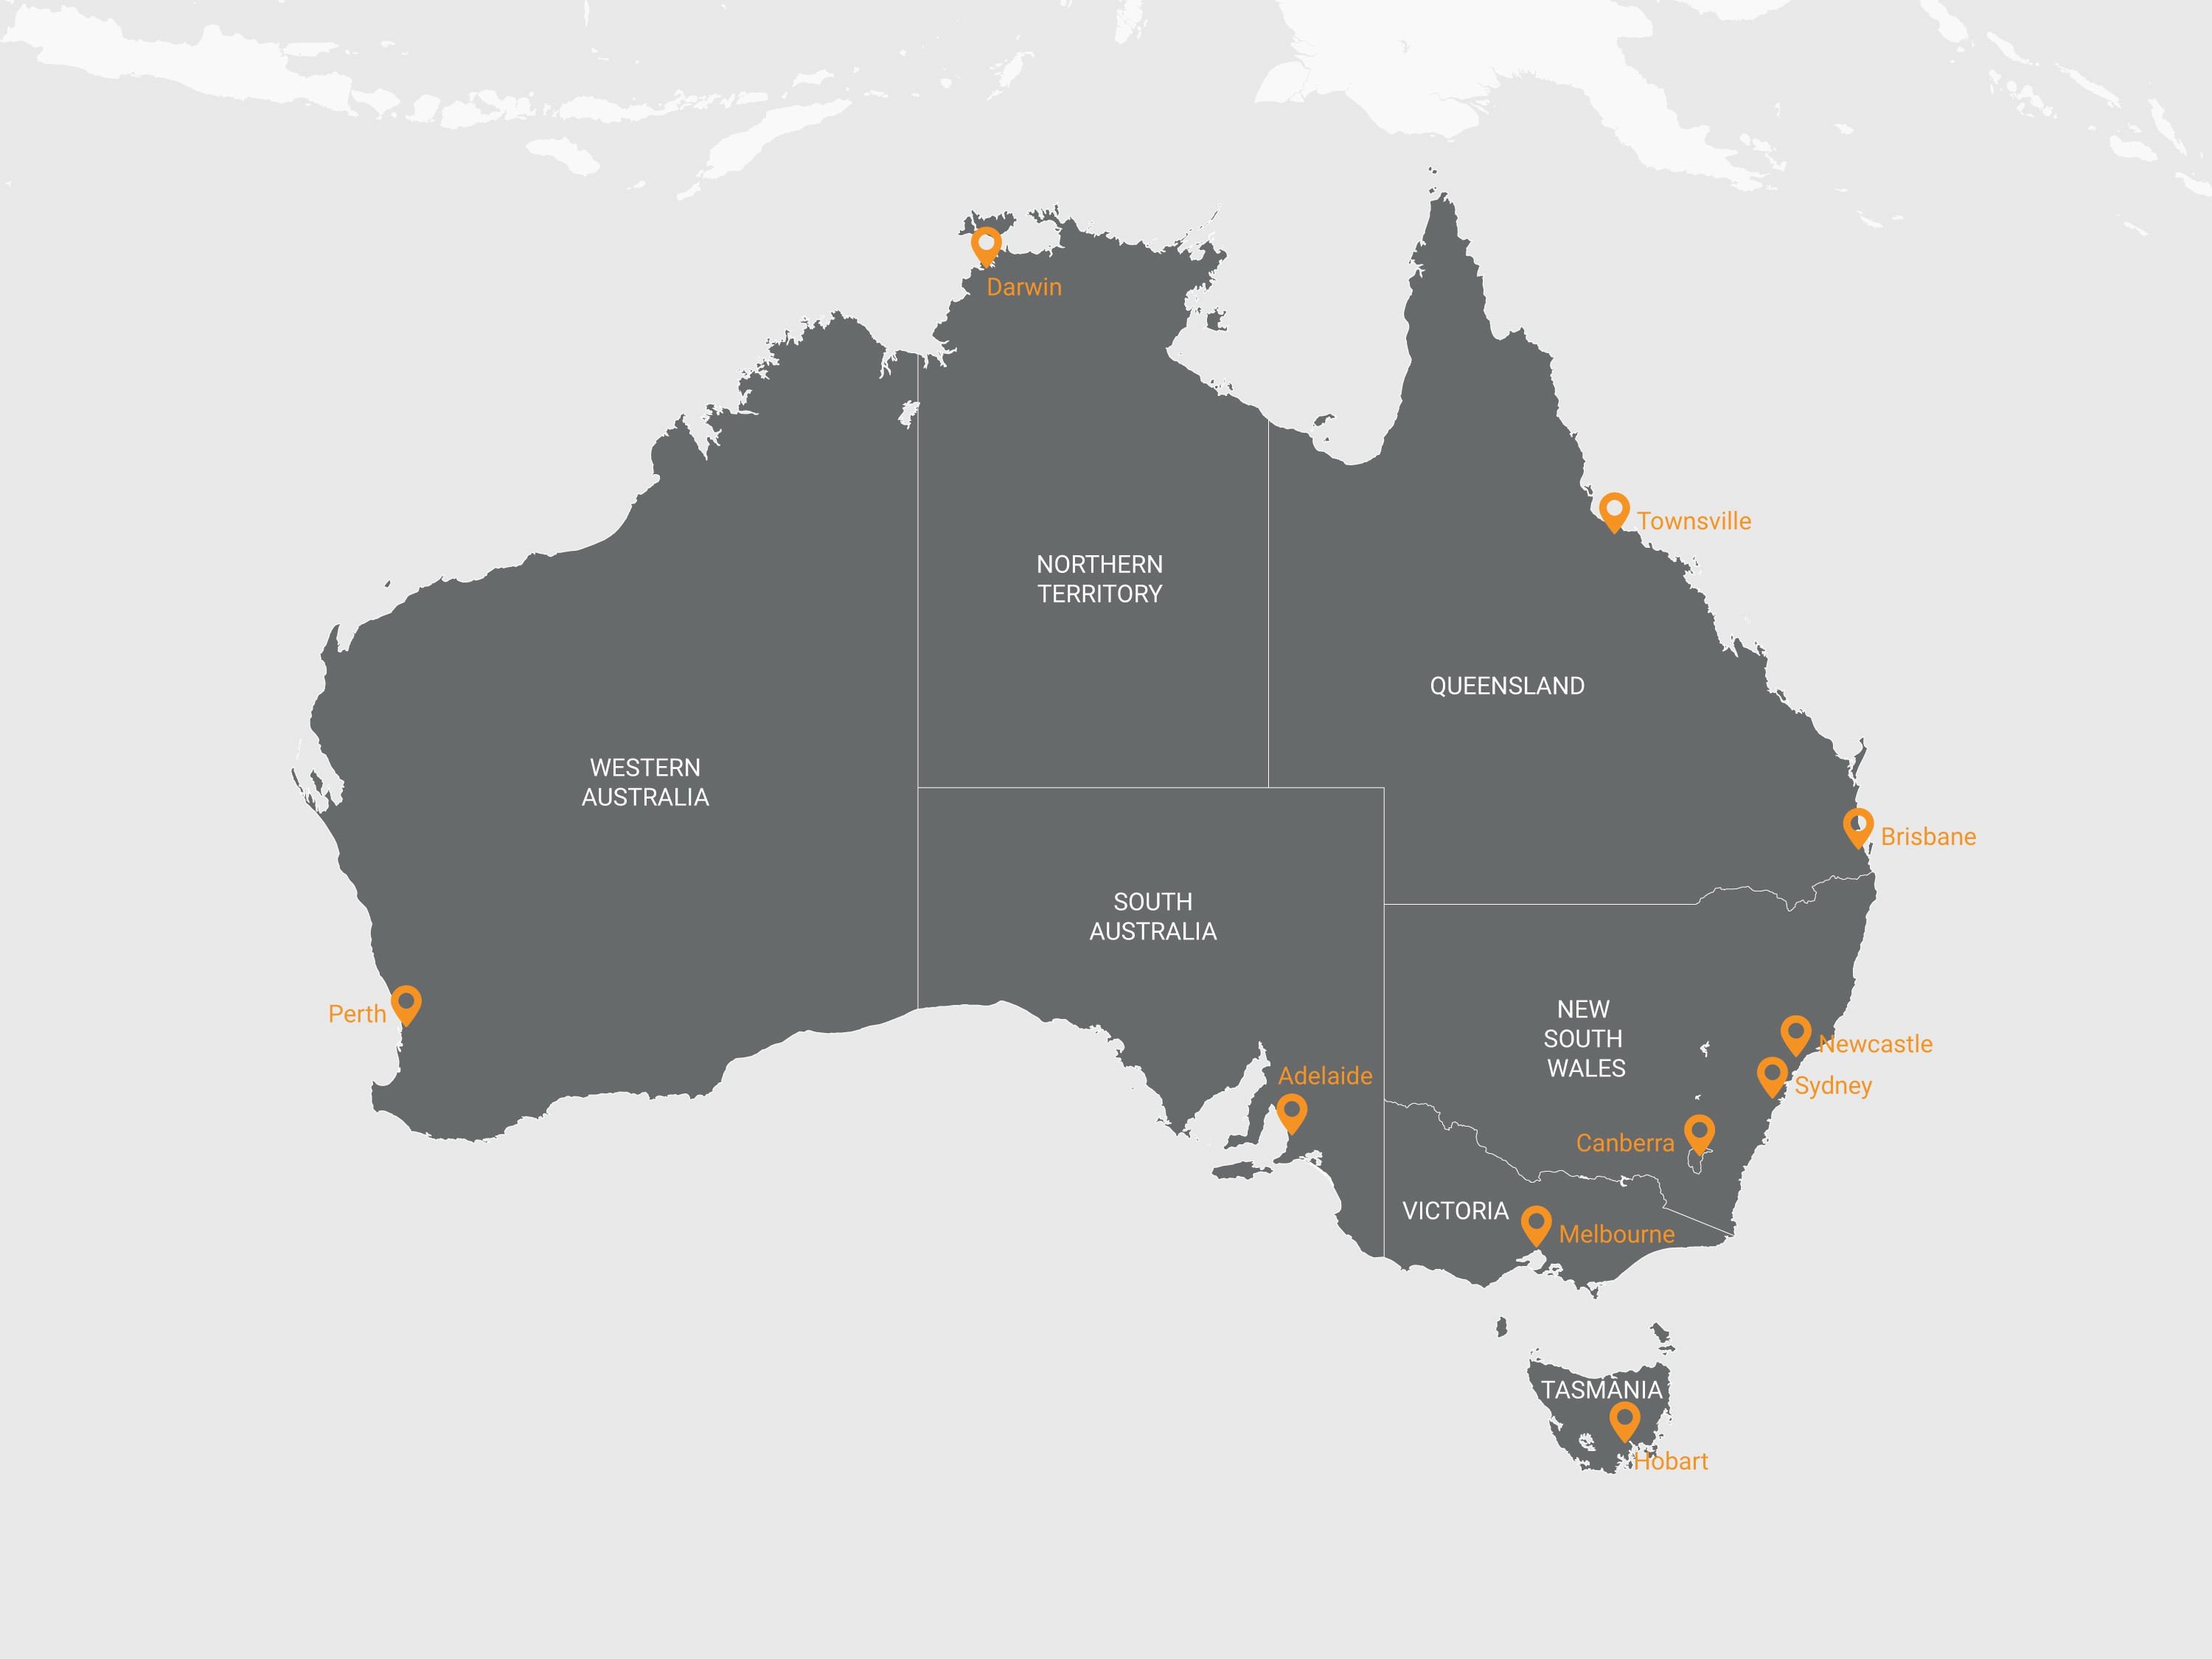 Darwin
Townsville
NORTHERN
TERRITORY
QUEENSLAND
WESTERN
AUSTRALIA
Brisbane
SOUTH
AUSTRALIA
Perth
NEW
SOUTH
WALES
Newcastle
Adelaide
Sydney
Canberra
VICTORIA
Melbourne
TASMANIA
Hobart